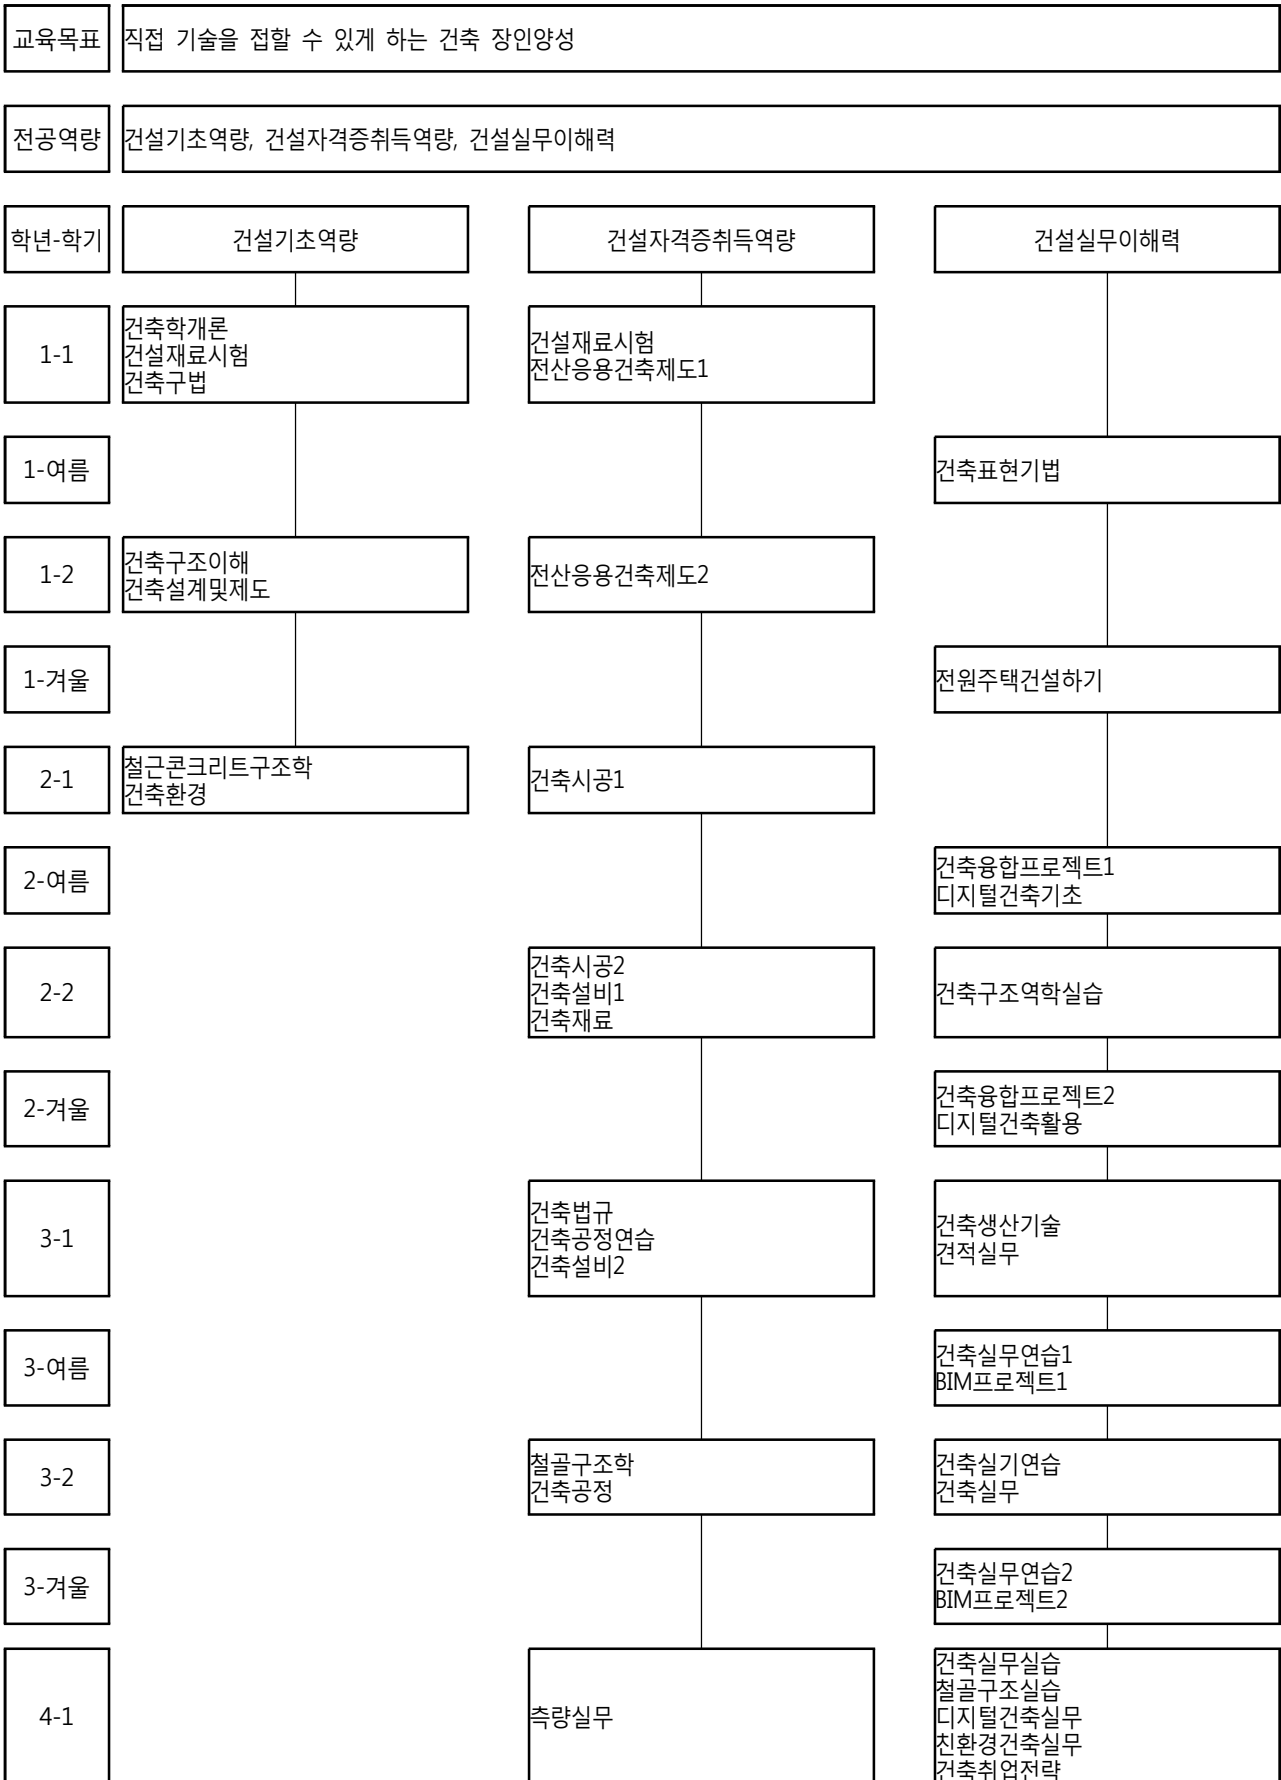 교육목표
직접 기술을 접할 수 있게 하는 건축 장인양성
전공역량
건설기초역량, 건설자격증취득역량, 건설실무이해력
학년-학기
건설기초역량
건설자격증취득역량
건설실무이해력
1-1
건축학개론
건설재료시험
건축구법
건설재료시험
전산응용건축제도1
1-여름
건축표현기법
1-2
건축구조이해
건축설계및제도
전산응용건축제도2
1-겨울
전원주택건설하기
2-1
철근콘크리트구조학
건축환경
건축시공1
2-여름
건축융합프로젝트1
디지털건축기초
2-2
건축시공2
건축설비1
건축재료
건축구조역학실습
2-겨울
건축융합프로젝트2
디지털건축활용
3-1
건축법규
건축공정연습
건축설비2
건축생산기술
견적실무
3-여름
건축실무연습1
BIM프로젝트1
3-2
철골구조학
건축공정
건축실기연습
건축실무
3-겨울
건축실무연습2
BIM프로젝트2
4-1
측량실무
건축실무실습
철골구조실습
디지털건축실무
친환경건축실무
건축취업전략